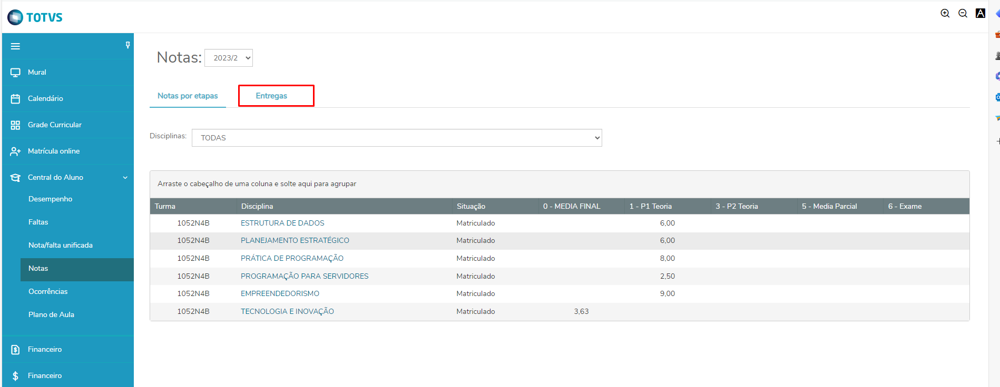 TOTVS
A
Mural
Calendário
Grade Curricular
Matrícula online
Central do Aluno
Desempenho
Faltas
Nota/falta unificada
Notas
Ocorrências
Plano de Aula
Financeiro
Financeiro
Notas: 2023/2
Notas por etapas Entregas
Disciplinas: TODAS
Arraste o cabeçalho de uma coluna e solte aqui para agrupar
Turma Disciplina Situação 0 - MEDIA FINAL 1 - P1 Teoria 3 - P2 Teoria 5 - Media Parcial 6 - Exame
1052N4B ESTRUTURA DE DADOS Matriculado 6,00
1052N4B PLANEJAMENTO ESTRATÉGICO Matriculado 6,00
1052N4B PRÁTICA DE PROGRAMAÇÃO Matriculado 8,00
1052N4B PROGRAMAÇÃO PARA SERVIDORES Matriculado 2,50
1052N4B EMPREENDEDORISMO Matriculado 9,00
1052N4B TECNOLOGIA E INOVAÇÃO Matriculado 3,63